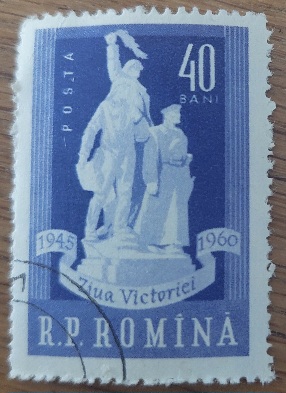 POSTA
40
BANI
1945 1960
Ziua Victoriei
R.P. ROMÎNĂ